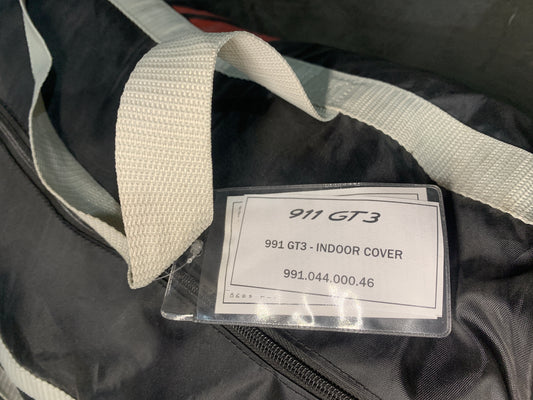 911 GT3
991 GT3 - INDOOR COVER
991.044.000.46